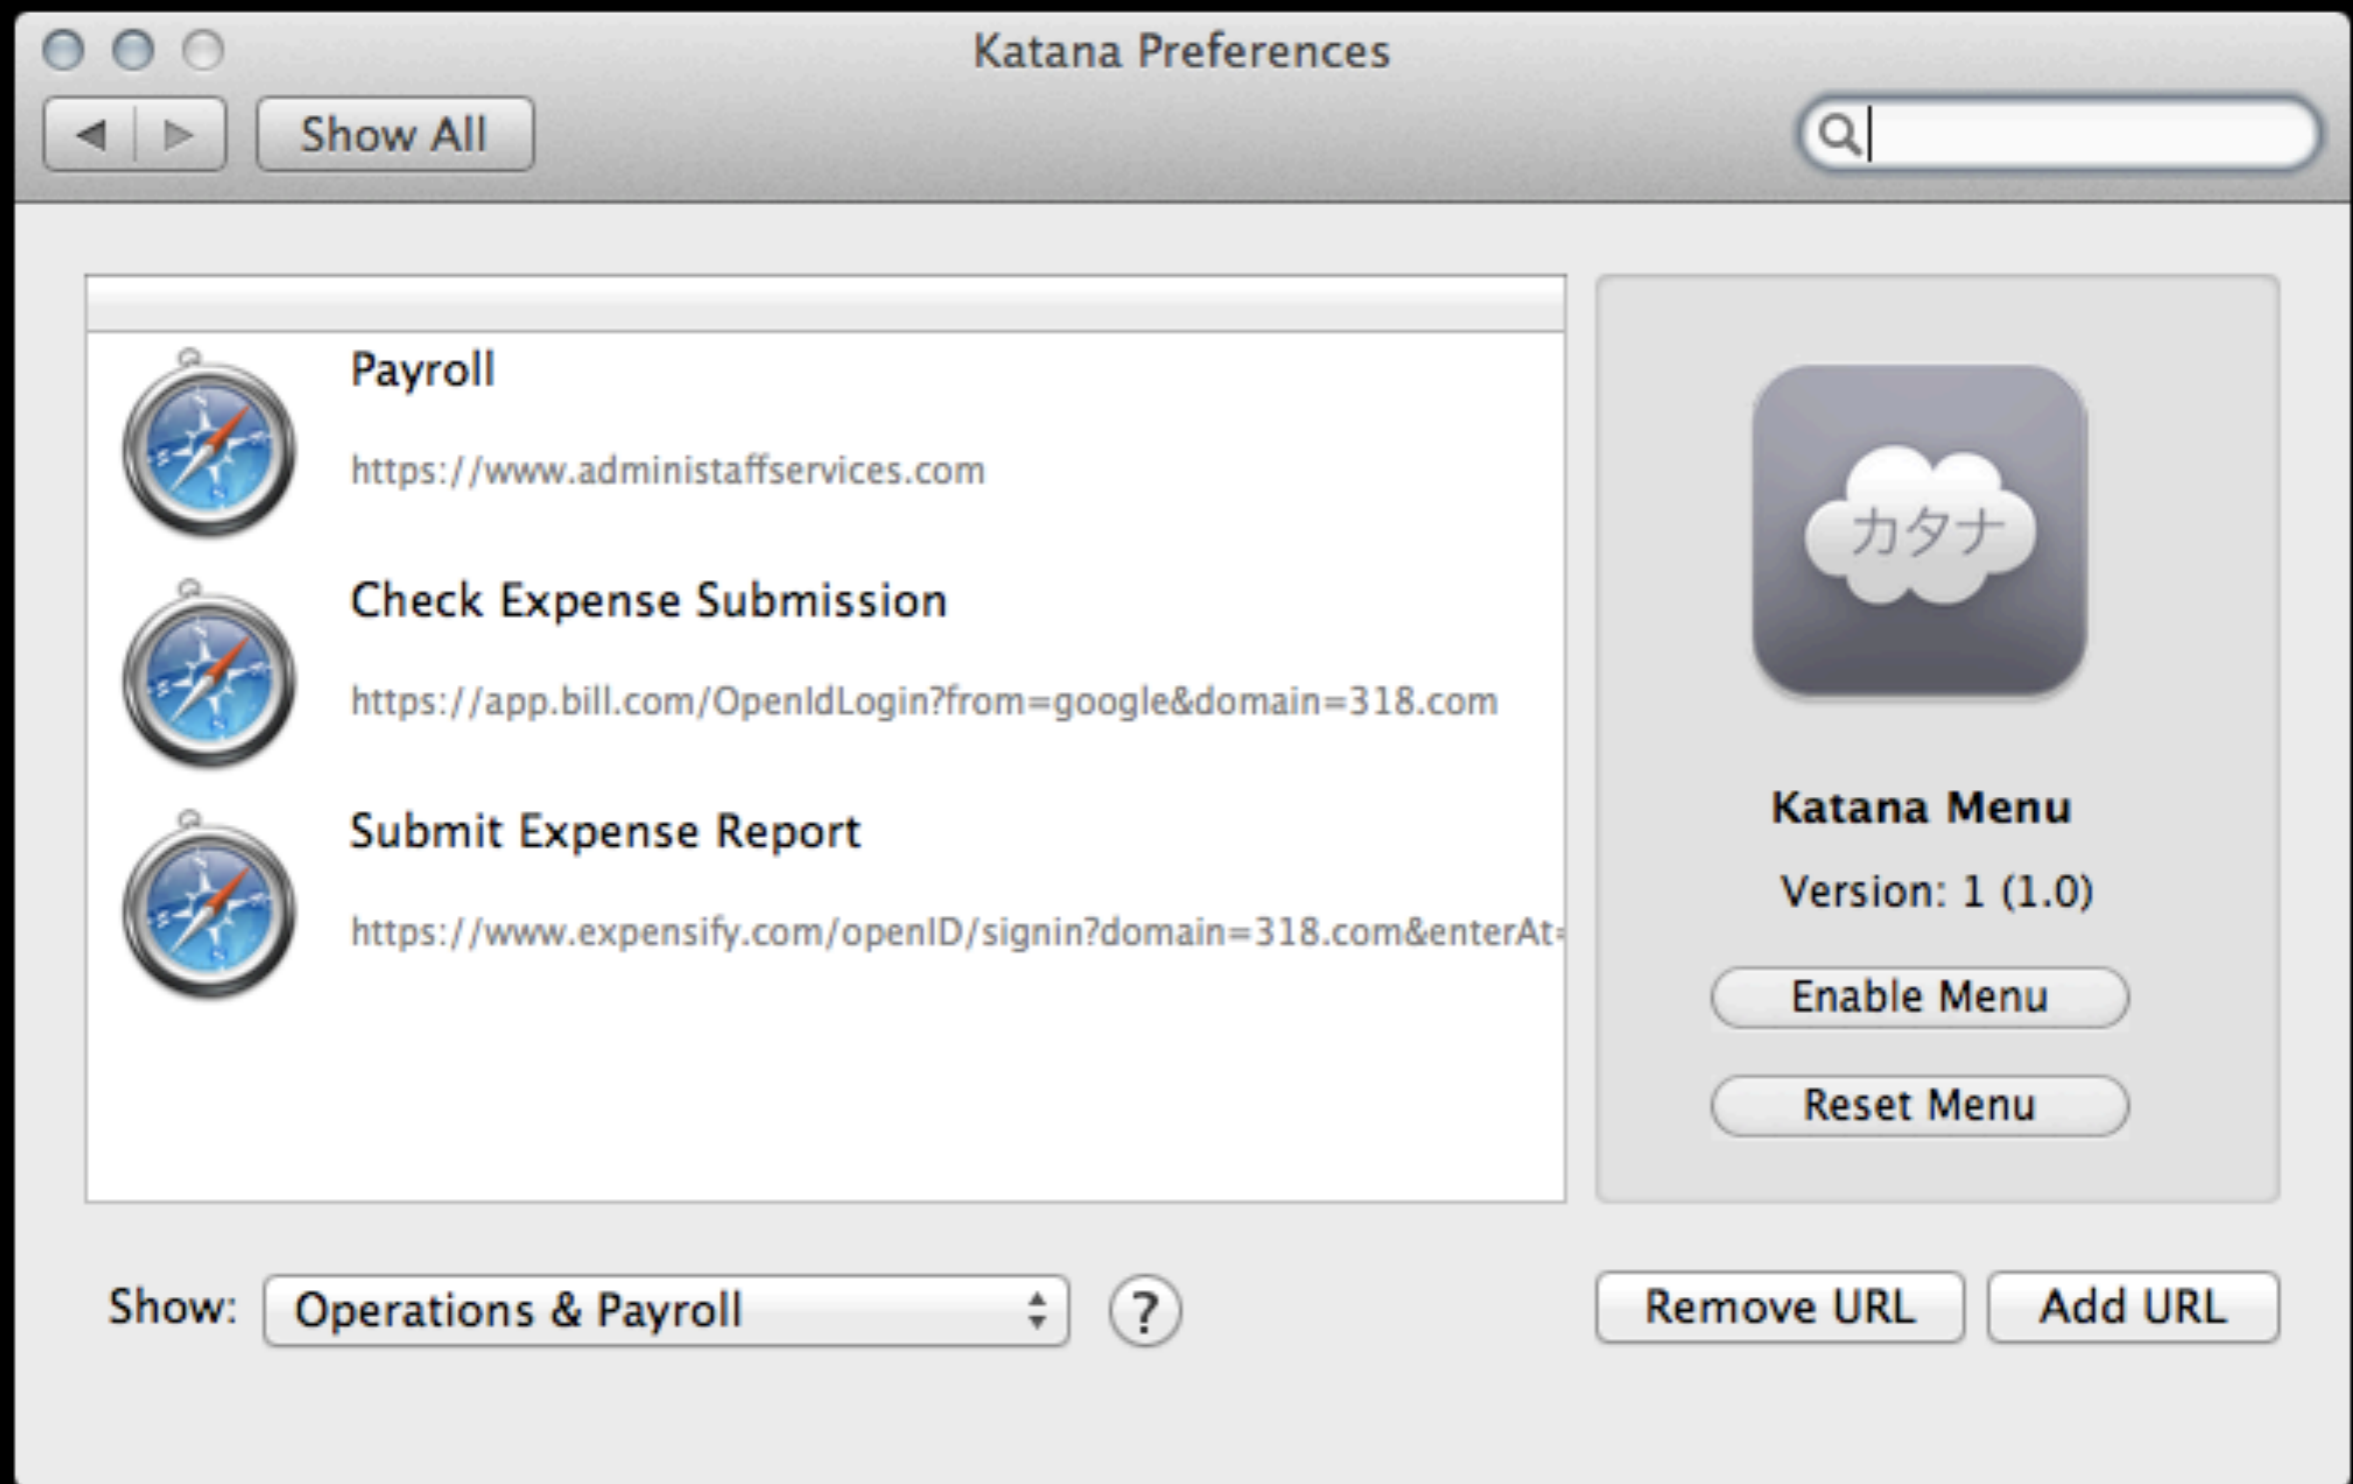 Katana Preferences
Show All
Payroll
https://www.administaffservices.com
Check Expense Submission
https://app.bill.com/OpenIdLogin?from=google&domain=318.com
Submit Expense Report
https://www.expensify.com/openID/signin?domain=318.com&enterAt=
カタナ
Katana Menu
Version: 1 (1.0)
Enable Menu
Reset Menu
Show: Operations & Payroll ?
Remove URL Add URL